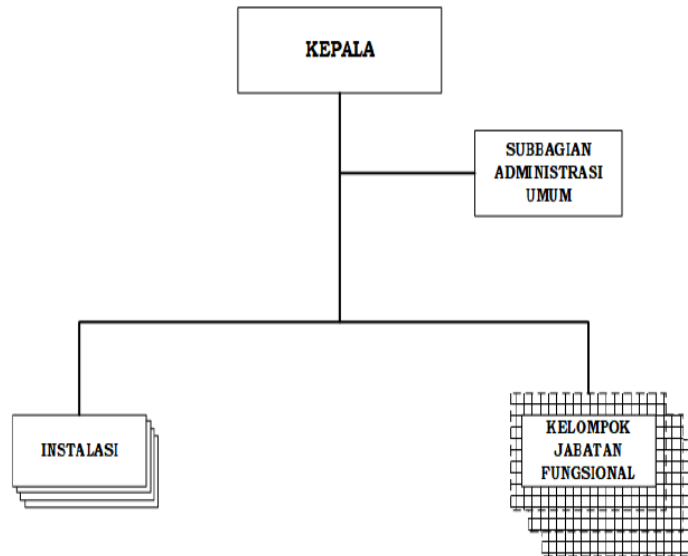 KEPALA
SUBBAGIAN
ADMINISTRASI
UMUM
INSTALASI
KELOMPOK
JABATAN
FUNGSIONAL